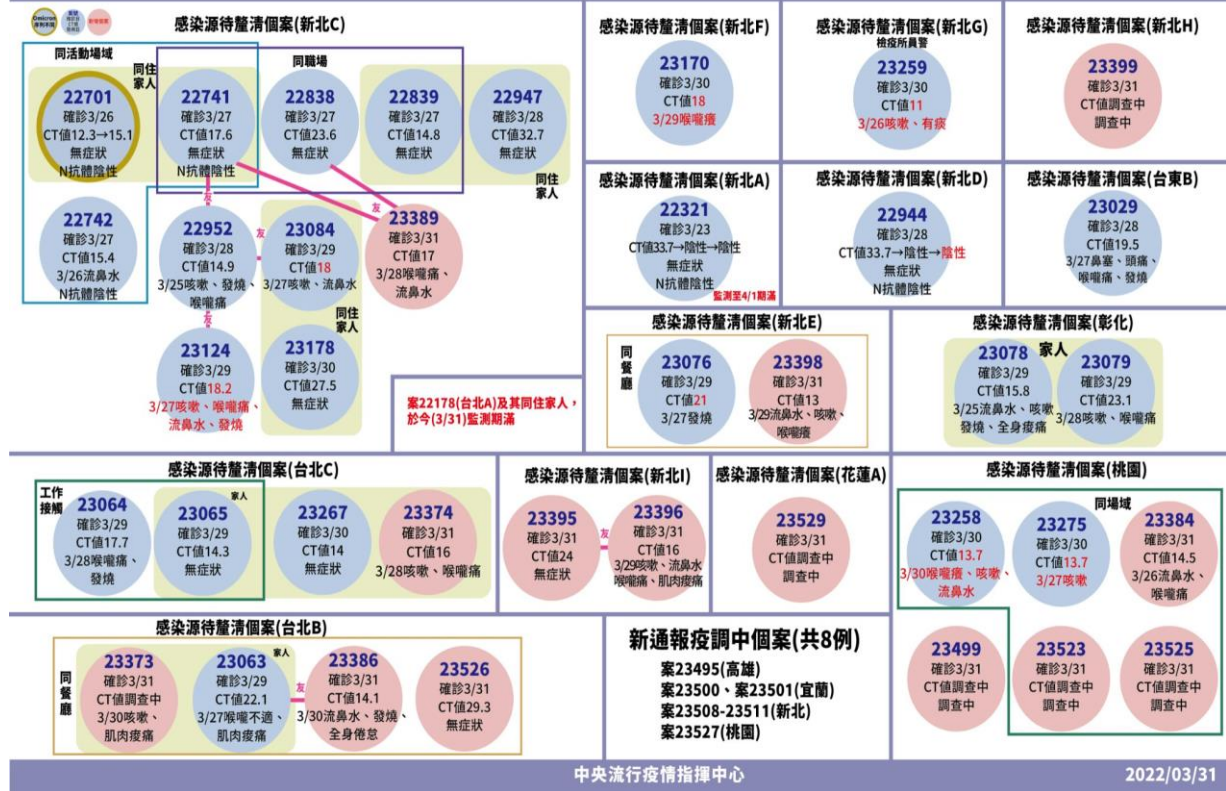 Omicron
感染源待釐清個案(新北C)
同活動場域
同住
家人
同職場
22701
確診3/26
CT值12.3→15.1
無症狀
N抗體陰性
22741
確診3/27
CT值17.6
無症狀
N抗體陰性
22838
確診3/27
CT值23.6
無症狀
22839
確診3/27
CT值14.8
無症狀
22947
確診3/28
CT值32.7
無症狀
同住
家人
友
友
22742
確診3/27
CT值15.4
3/26流鼻水
N抗體陰性
22952
確診3/28
CT值14.9
3/25咳嗽、發燒、
喉嚨痛
友
23084
確診3/29
CT值18
3/27咳嗽、流鼻水
23389
確診3/31
CT值17
3/28喉嚨痛、
流鼻水
同住
家人
友
23124
確診3/29
CT值18.2
3/27咳嗽、喉嚨痛、
流鼻水、發燒
23178
確診3/30
CT值27.5
無症狀
案22178(台北A)及其同住家人，
於今(3/31)監測期滿
感染源待釐清個案(新北F)
23170
確診3/30
CT值18
3/29喉嚨癢
感染源待釐清個案(新北G)
檢疫所員警
23259
確診3/30
CT值11
3/26咳嗽、有痰
感染源待釐清個案(新北H)
23399
確診3/31
CT值調查中
調查中
感染源待釐清個案(新北A)
22321
確診3/23
CT值33.7→陰性→陰性
無症狀
N抗體陰性
監測至4/1期滿
感染源待釐清個案(新北D)
22944
確診3/28
CT值33.7→陰性→陰性
無症狀
N抗體陰性
感染源待釐清個案(台東B)
23029
確診3/28
CT值19.5
3/27鼻塞、頭痛、
喉嚨痛、發燒
感染源待釐清個案(新北E)
同餐廳
23076
確診3/29
CT值21
3/27發燒
23398
確診3/31
CT值13
3/29流鼻水、咳嗽、
喉嚨癢
感染源待釐清個案(彰化)
家人
23078
確診3/29
CT值15.8
3/25流鼻水、咳嗽
發燒、全身痠痛
23079
確診3/29
CT值23.1
3/28咳嗽、喉嚨痛
感染源待釐清個案(台北C)
工作
接觸
家人
23064
確診3/29
CT值17.7
3/28喉嚨痛、
發燒
23065
確診3/29
CT值14.3
無症狀
23267
確診3/30
CT值14
無症狀
23374
確診3/31
CT值16
3/28咳嗽、喉嚨痛
感染源待釐清個案(新北I)
23395
確診3/31
CT值24
無症狀
友
23396
確診3/31
CT值16
3/29咳嗽、流鼻水
喉嚨痛、肌肉痠痛
感染源待釐清個案(花蓮A)
23529
確診3/31
CT值調查中
調查中
感染源待釐清個案(桃園)
同場域
23258
確診3/30
CT值13.7
3/30喉嚨癢、咳嗽、
流鼻水
23275
確診3/30
CT值13.7
3/27咳嗽
23384
確診3/31
CT值14.5
3/26流鼻水、
喉嚨痛
23499
確診3/31
CT值調查中
調查中
23523
確診3/31
CT值調查中
調查中
23525
確診3/31
CT值調查中
調查中
感染源待釐清個案(台北B)
同餐廳
家人
23373
確診3/31
CT值調查中
3/30咳嗽、
肌肉痠痛
23063
確診3/29
CT值22.1
3/27喉嚨不適、
肌肉痠痛
友
23386
確診3/31
CT值14.1
3/30流鼻水、發燒、
全身倦怠
23526
確診3/31
CT值29.3
無症狀
新通報疫調中個案(共8例)
案23495(高雄)
案23500、案23501(宜蘭)
案23508-23511(新北)
案23527(桃園)
中央流行疫情指揮中心
2022/03/31